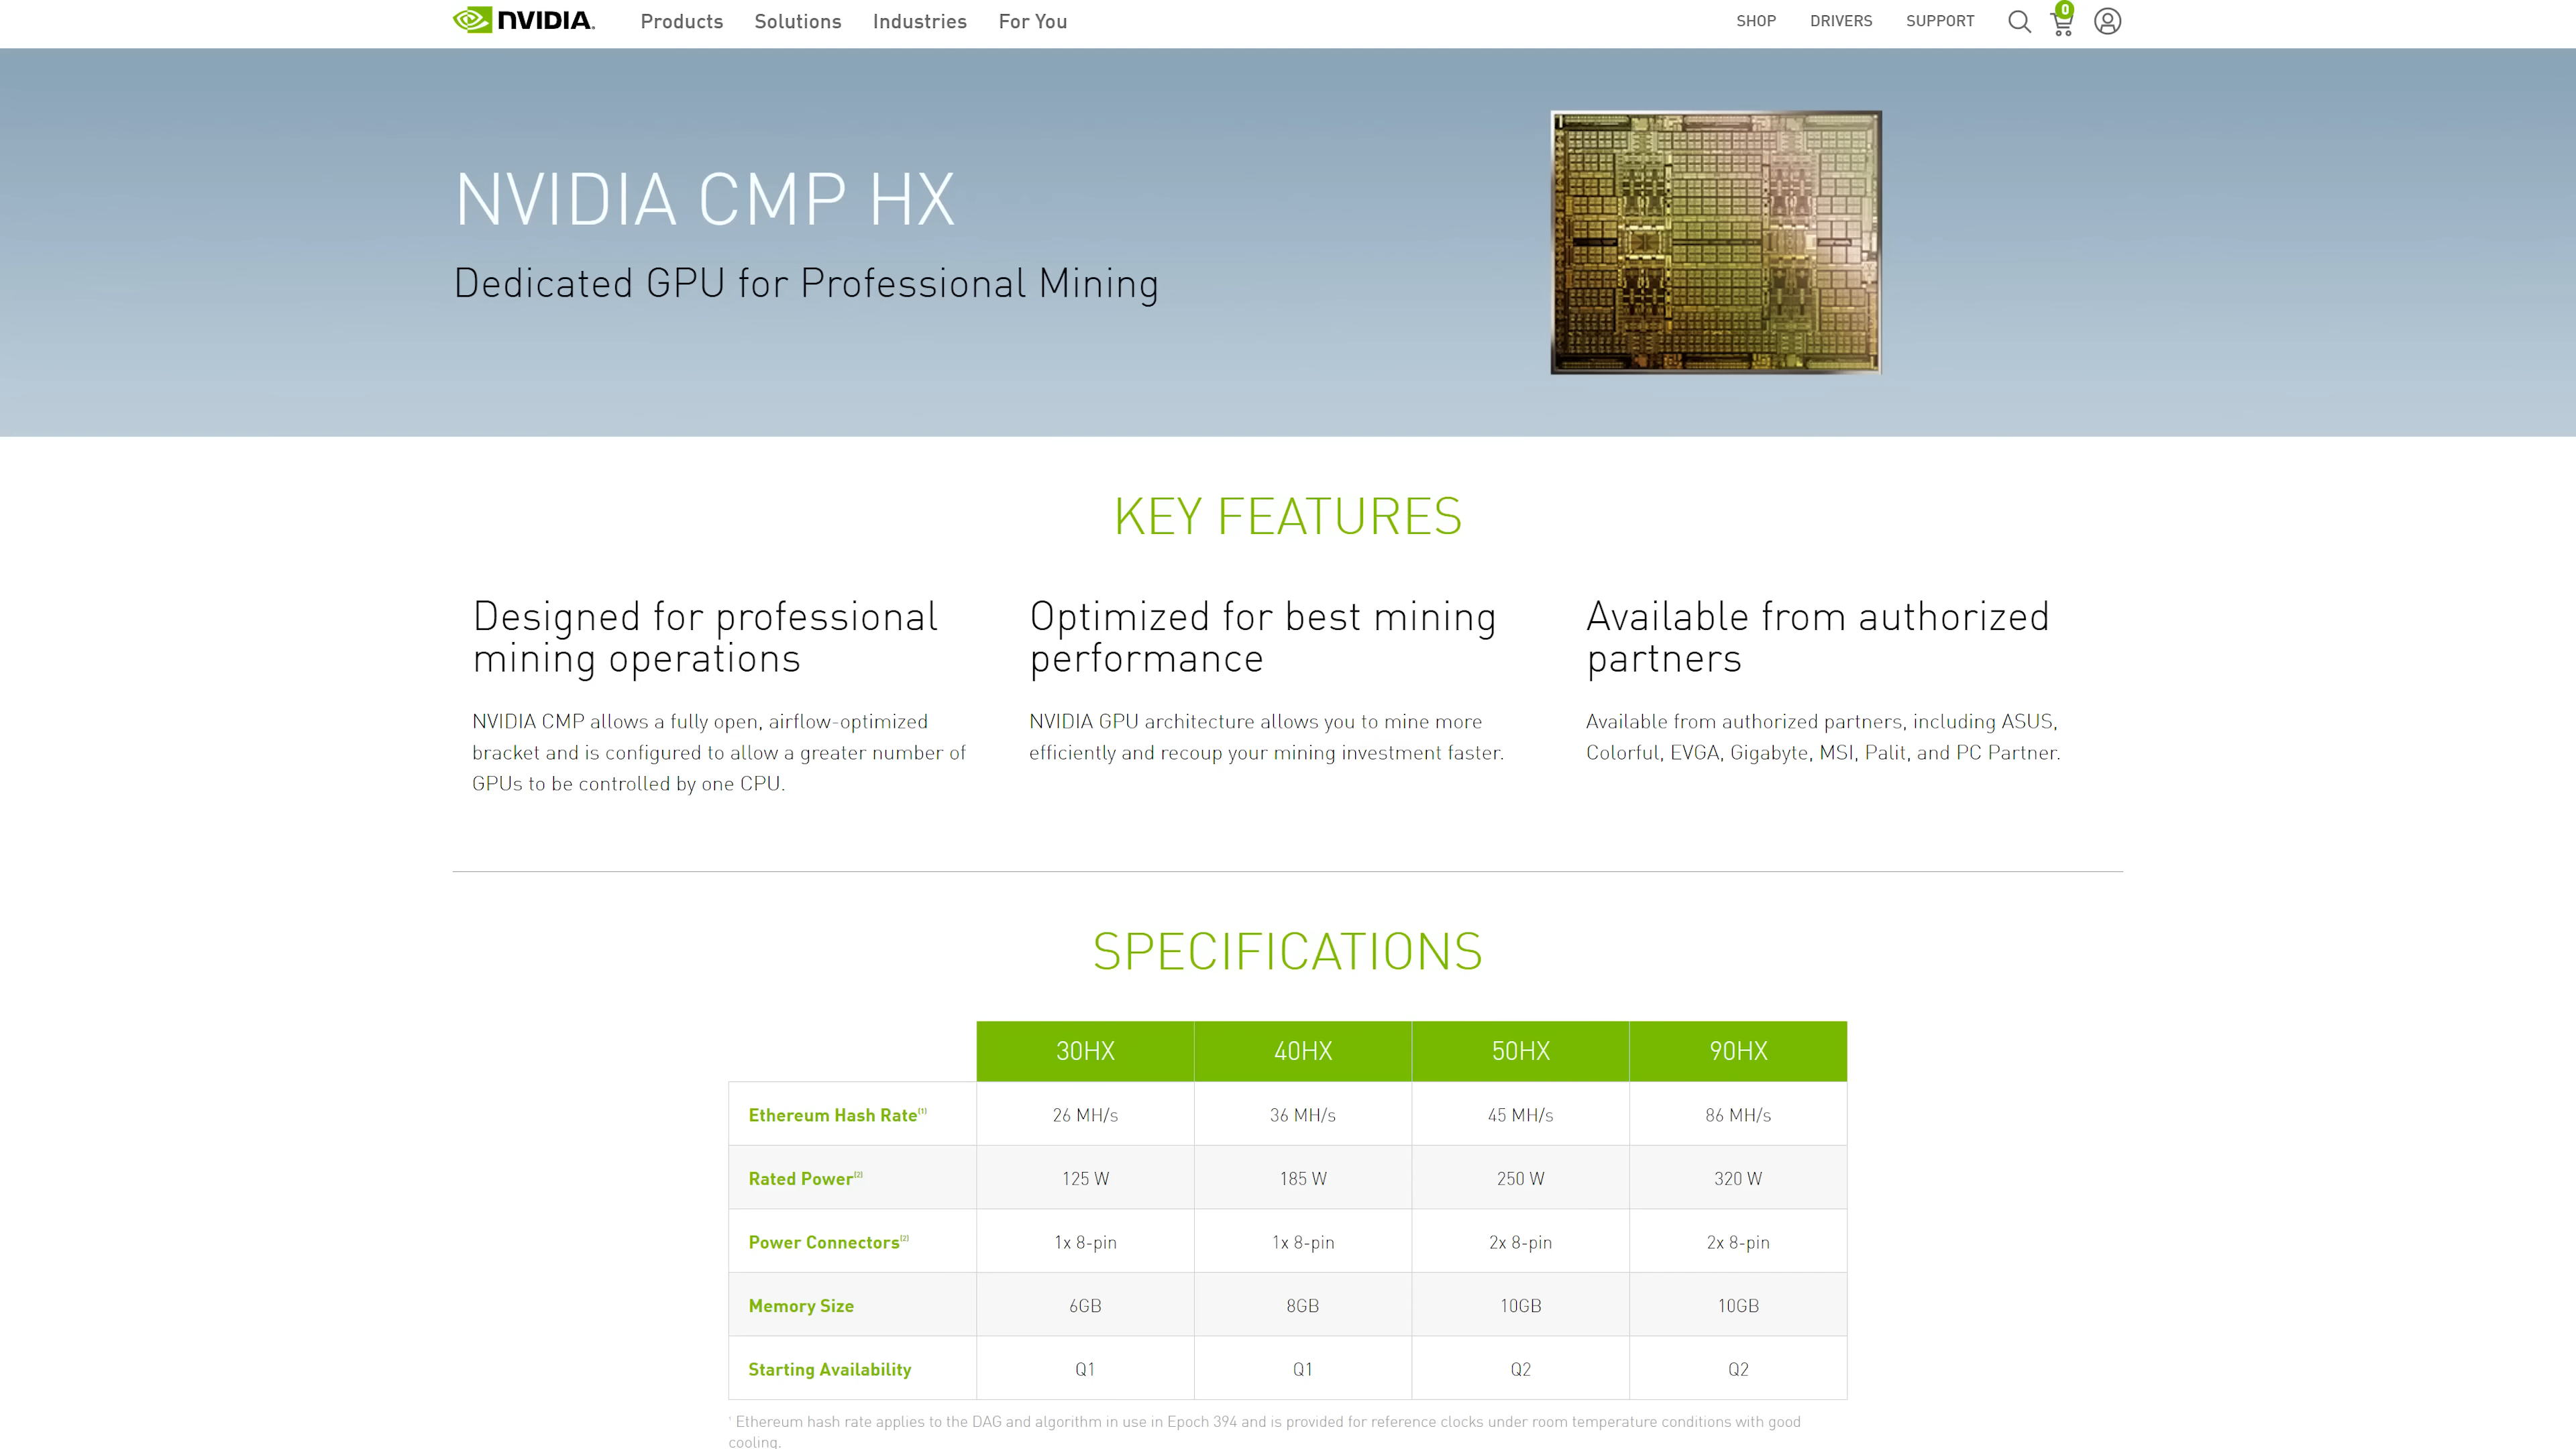 NVIDIA.
Products Solutions Industries For You
SHOP DRIVERS SUPPORT 0
NVIDIA CMP HX
Dedicated GPU for Professional Mining
KEY FEATURES
Designed for professional
mining operations
NVIDIA CMP allows a fully open, airflow-optimized
bracket and is configured to allow a greater number of
GPUs to be controlled by one CPU.
Optimized for best mining
performance
NVIDIA GPU architecture allows you to mine more
efficiently and recoup your mining investment faster.
Available from authorized
partners
Available from authorized partners, including ASUS,
Colorful, EVGA, Gigabyte, MSI, Palit, and PC Partner.
SPECIFICATIONS
30HX 40HX 50HX 90HX
Ethereum Hash Rate[1] 26 MH/s 36 MH/s 45 MH/s 86 MH/s
Rated Power[2] 125 W 185 W 250 W 320 W
Power Connectors[2] 1x 8-pin 1x 8-pin 2x 8-pin 2x 8-pin
Memory Size 6GB 8GB 10GB 10GB
Starting Availability Q1 Q1 Q2 Q2
1 Ethereum hash rate applies to the DAG and algorithm in use in Epoch 394 and is provided for reference clocks under room temperature conditions with good
cooling.